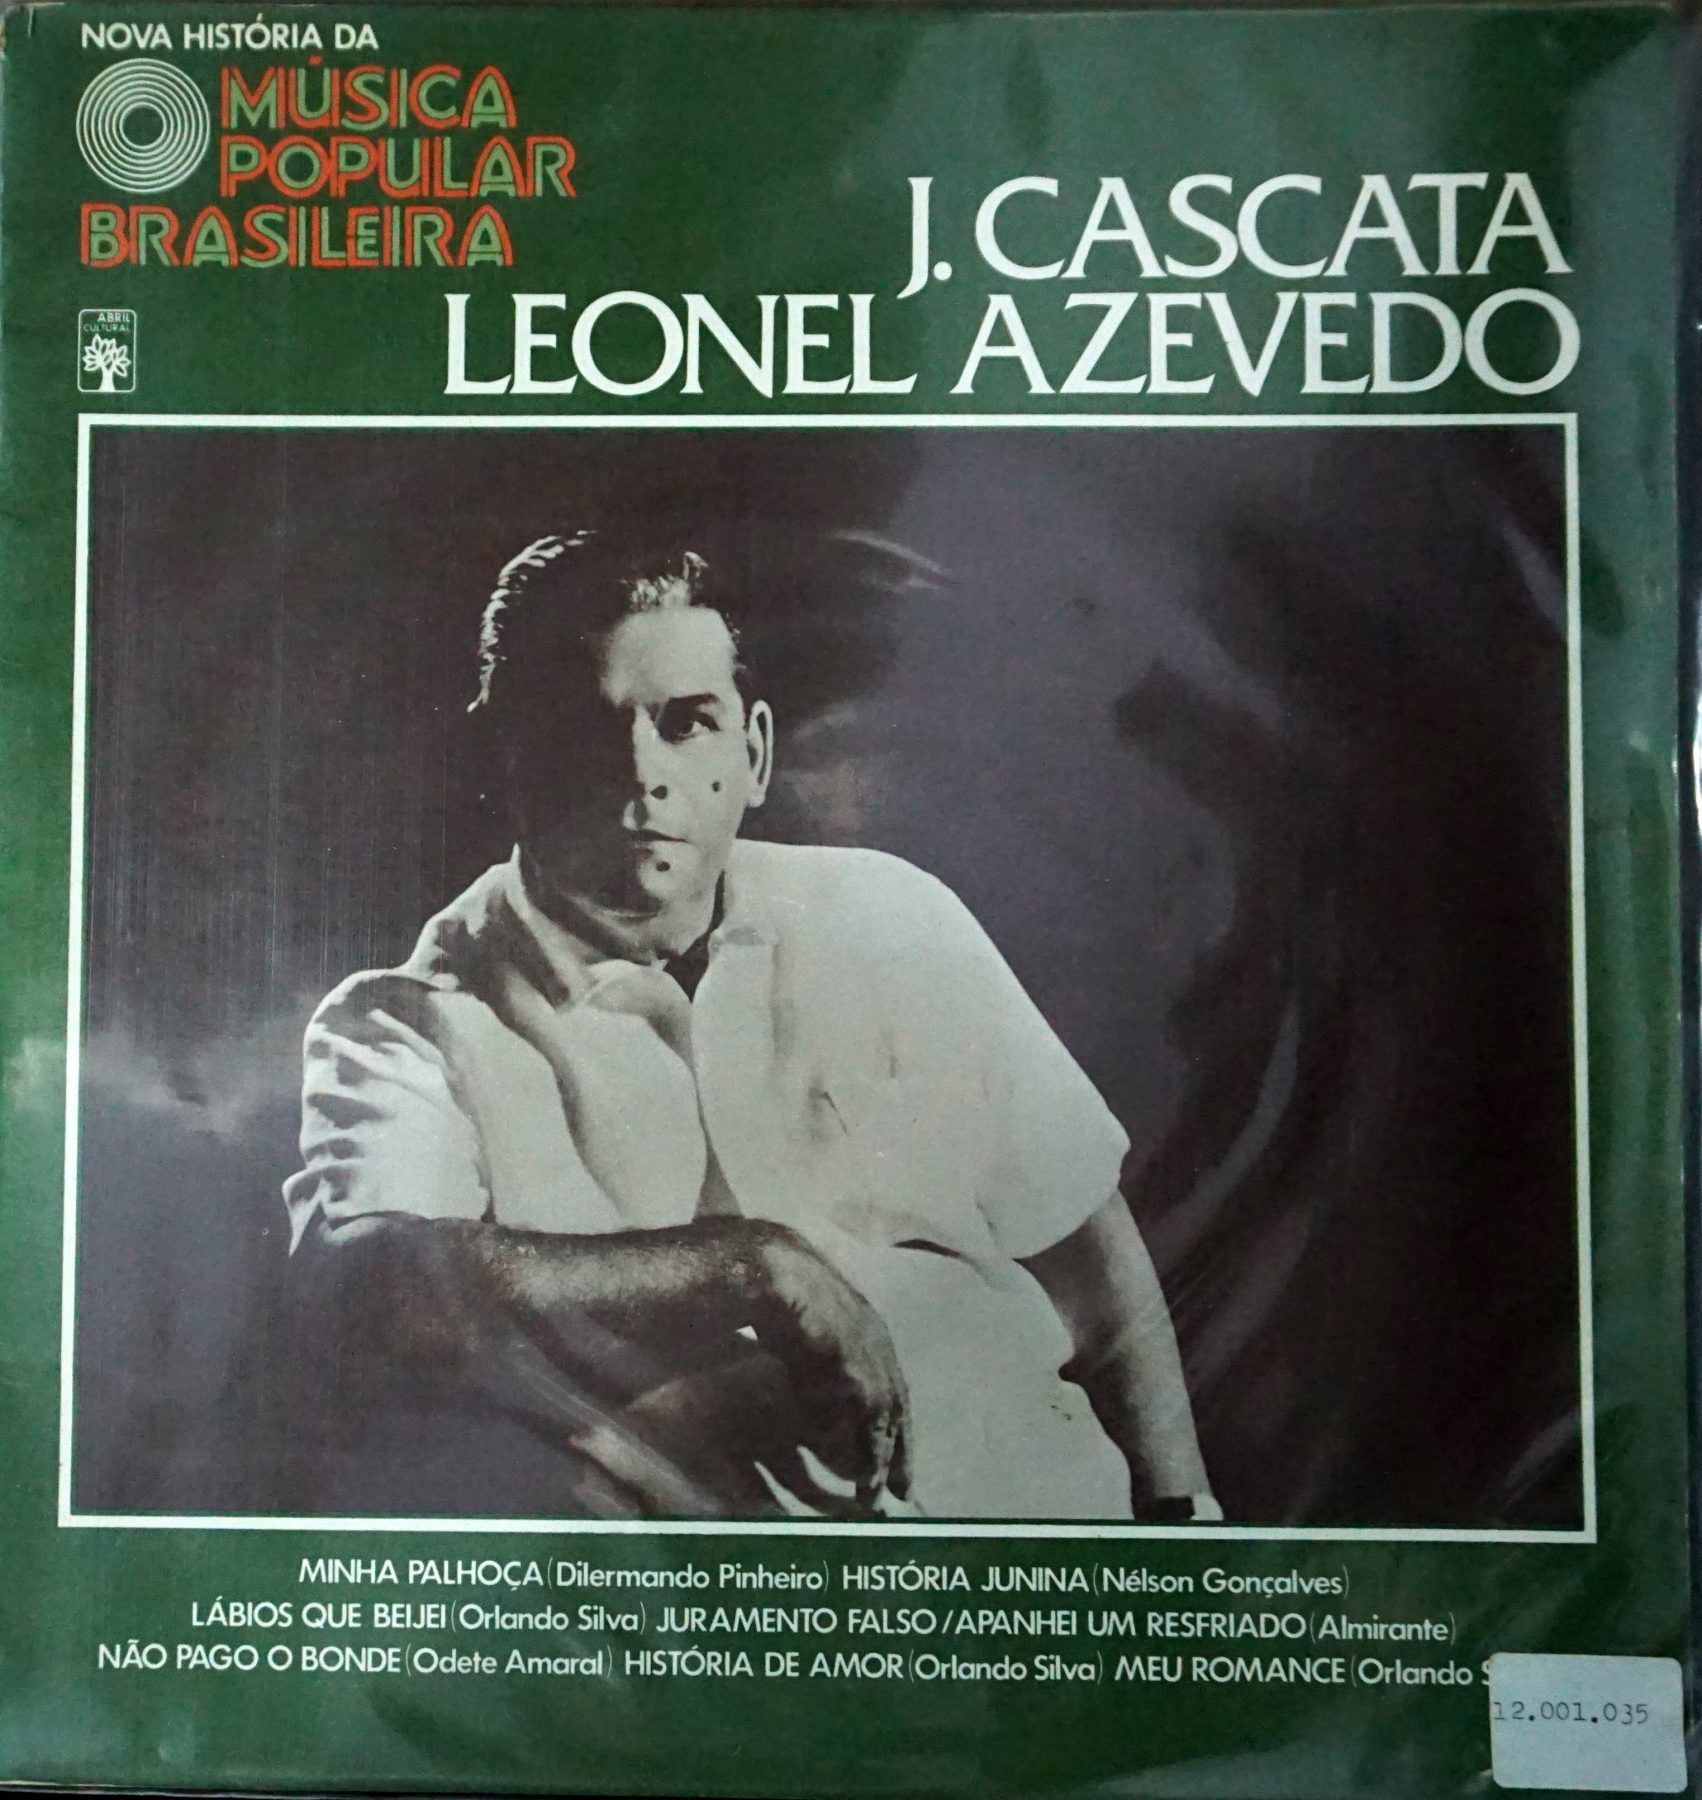 NOVA HISTÓRIA DA
MÚSICA
POPULAR
BRASILEIRA
ABRIL
CULTURAL
J. CASCATA
LEONEL AZEVEDO
MINHA PALHOÇA (Dilermando Pinheiro) HISTÓRIA JUNINA (Nélson Gonçalves)
LÁBIOS QUE BEIJEI (Orlando Silva) JURAMENTO FALSO/APANHEI UM RESFRIADO (Almirante)
NÃO PAGO O BONDE (Odete Amaral) HISTÓRIA DE AMOR (Orlando Silva) MEU ROMANCE (Orlando
12.001.035